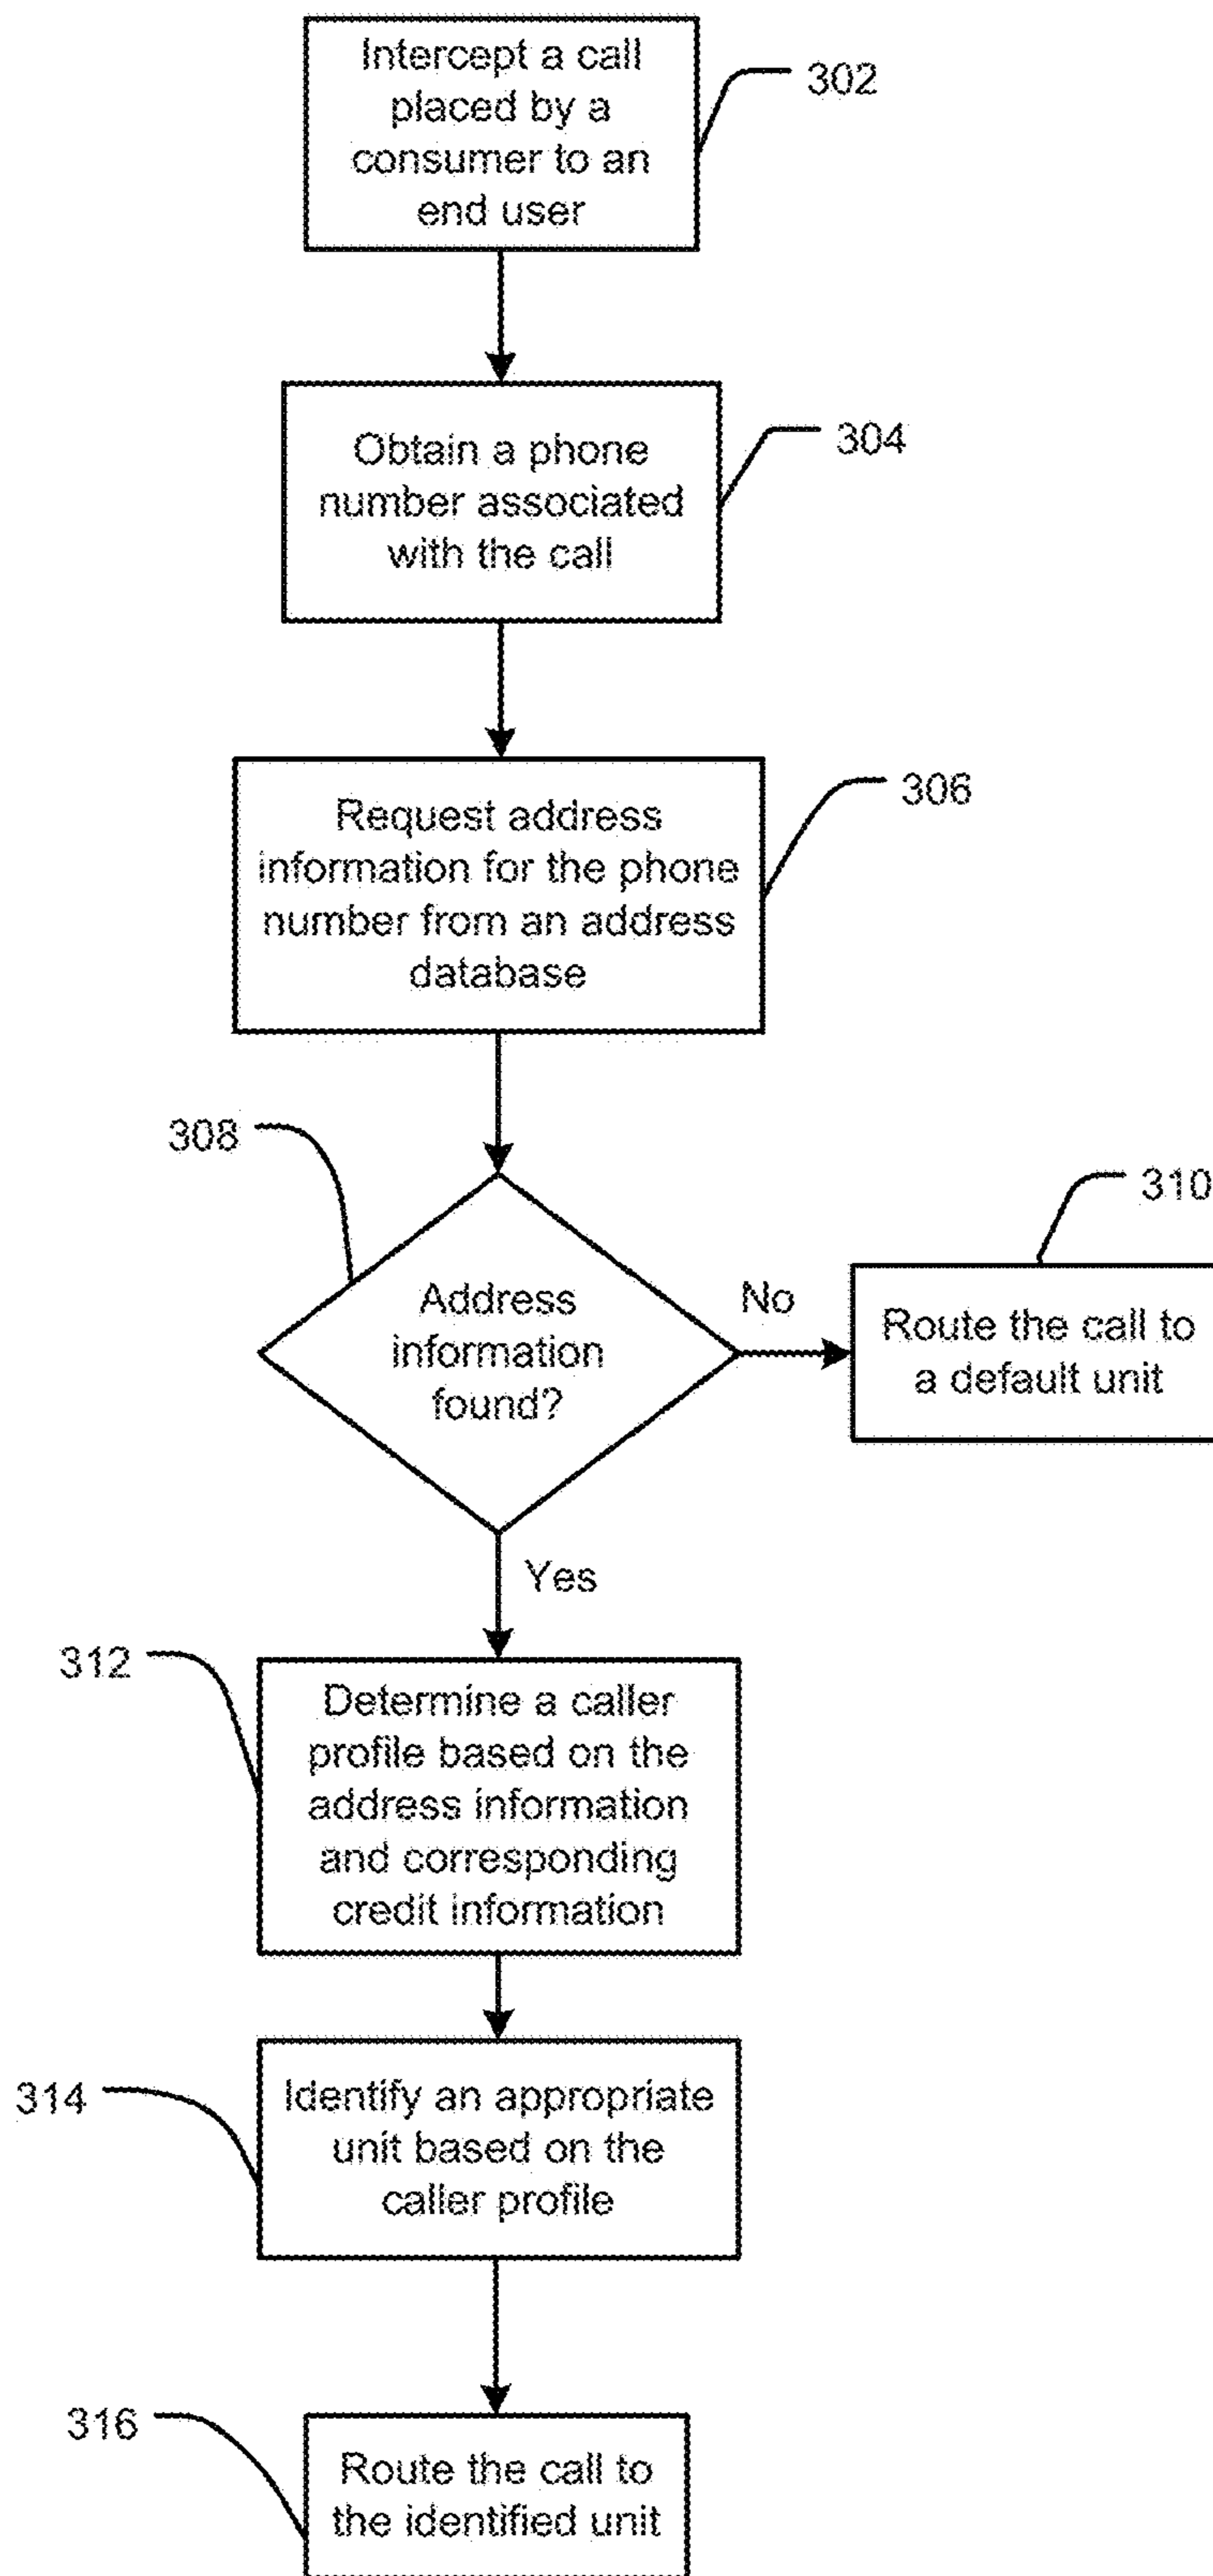 Intercept a call
placed by a
consumer to an
end user
302
Obtain a phone
number associated
with the call
304
Request address
information for the phone
number from an address
database
306
308
Address
information
found?
No
310
Route the call to
a default unit
Yes
312
Determine a caller
profile based on the
address information
and corresponding
credit information
314
Identify an appropriate
unit based on the
caller profile
316
Route the call to
the identified unit